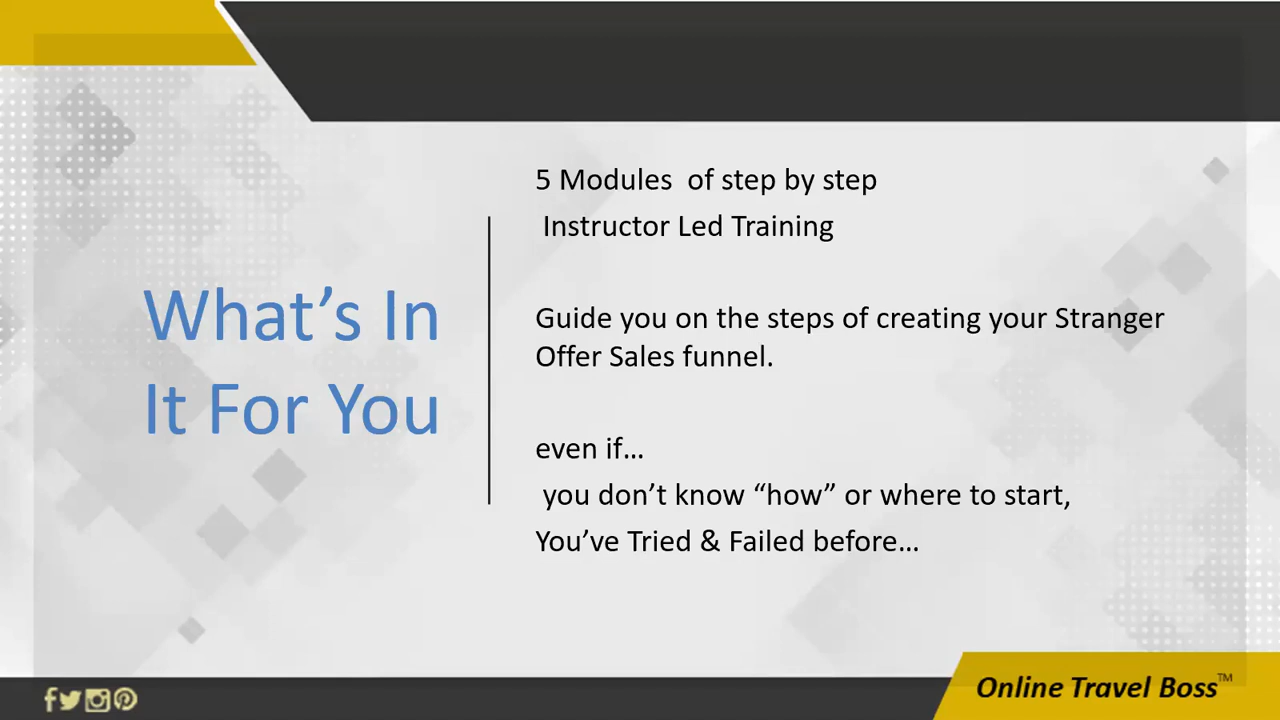 What’s In
It For You
5 Modules  of step by step
Instructor Led Training
Guide you on the steps of creating your Stranger
Offer Sales funnel.
even if…
you don’t know “how” or where to start,
You’ve Tried & Failed before…
Online Travel Boss™